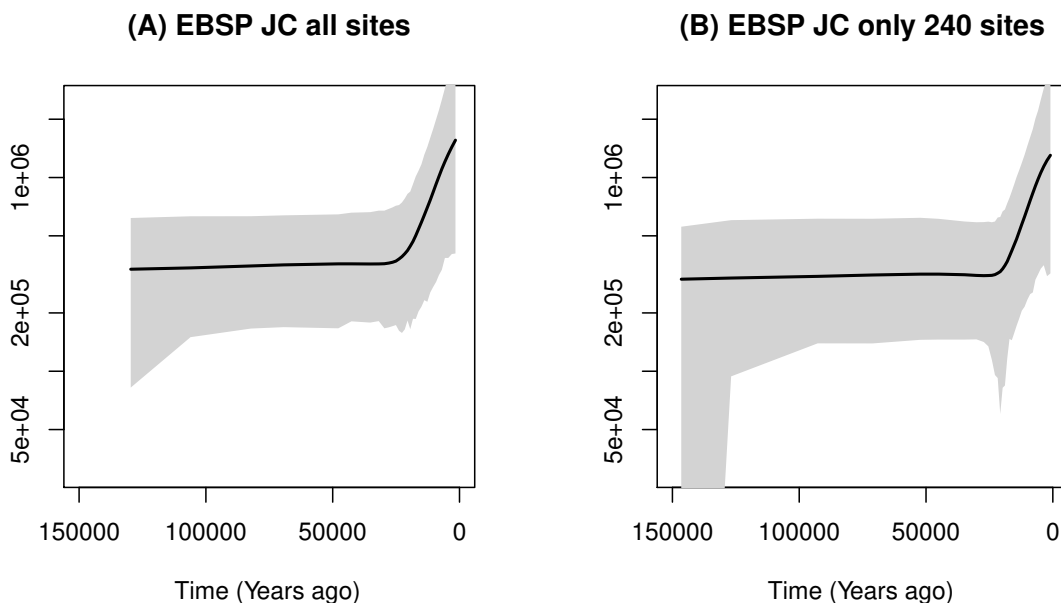 (A) EBSP JC all sites
(B) EBSP JC only 240 sites
1e+06
2e+05
5e+04
1e+06
2e+05
5e+04
150000 100000 50000 0
150000 100000 50000 0
Time (Years ago)
Time (Years ago)